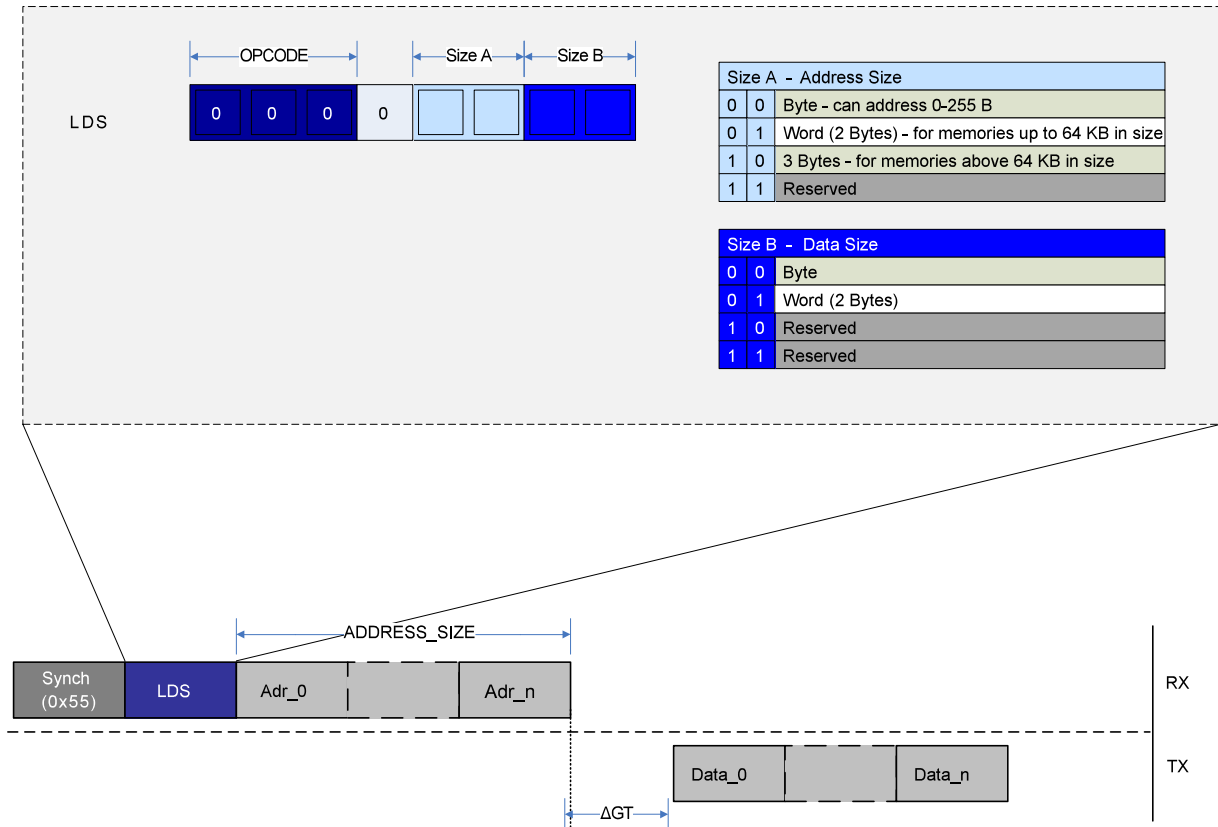 OPCODE
Size A
Size B
LDS
0 0 0 0
Size A - Address Size
0 0 Byte - can address 0-255 B
0 1 Word (2 Bytes) - for memories up to 64 KB in size
1 0 3 Bytes - for memories above 64 KB in size
1 1 Reserved
Size B - Data Size
0 0 Byte
0 1 Word (2 Bytes)
1 0 Reserved
1 1 Reserved
ADDRESS_SIZE
Synch
(0x55)
LDS
Adr_0
Adr_n
RX
Data_0
Data_n
TX
ΔGT